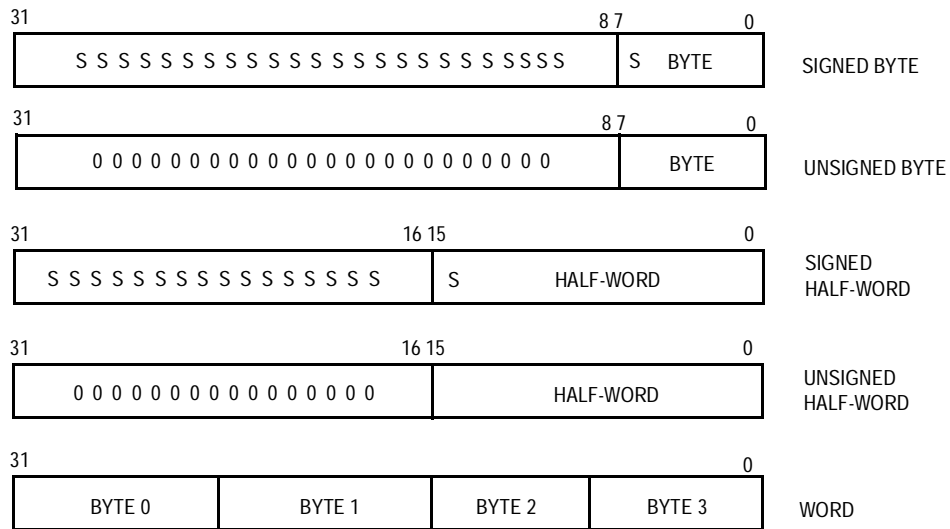 31 8 7 0
S S S S S S S S S S S S S S S S S S S S SSSS S BYTE SIGNED BYTE
31 8 7 0
0 0 0 0 0 0 0 0 0 0 0 0 0 0 0 0 0 0 0 0 0 0 0 0 BYTE UNSIGNED BYTE
31 16 15 0
S S S S S S S S S S S S S S S S S HALF-WORD SIGNED
HALF-WORD
31 16 15 0
0 0 0 0 0 0 0 0 0 0 0 0 0 0 0 0 HALF-WORD UNSIGNED
HALF-WORD
31 0
BYTE 0 BYTE 1 BYTE 2 BYTE 3 WORD